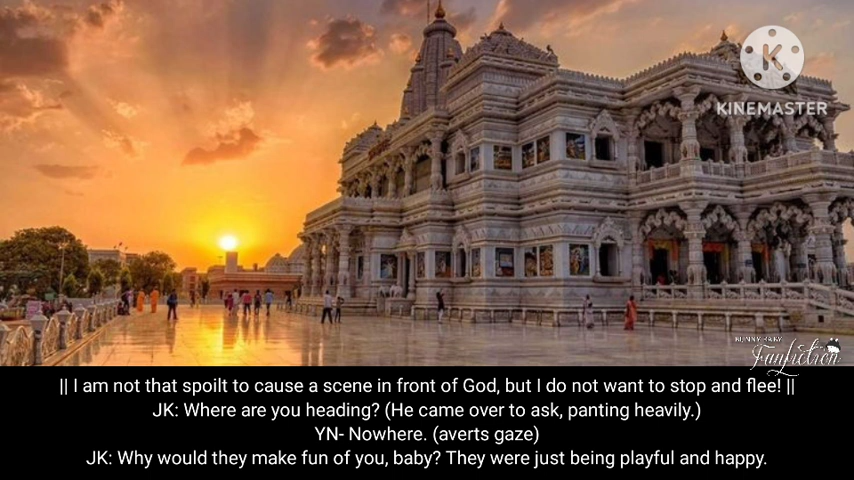 K
KINEMASTER
Fanfiction
|| I am not that spoilt to cause a scene in front of God, but I do not want to stop and flee! ||
JK: Where are you heading? (He came over to ask, panting heavily.)
YN- Nowhere. (averts gaze)
JK: Why would they make fun of you, baby? They were just being playful and happy.